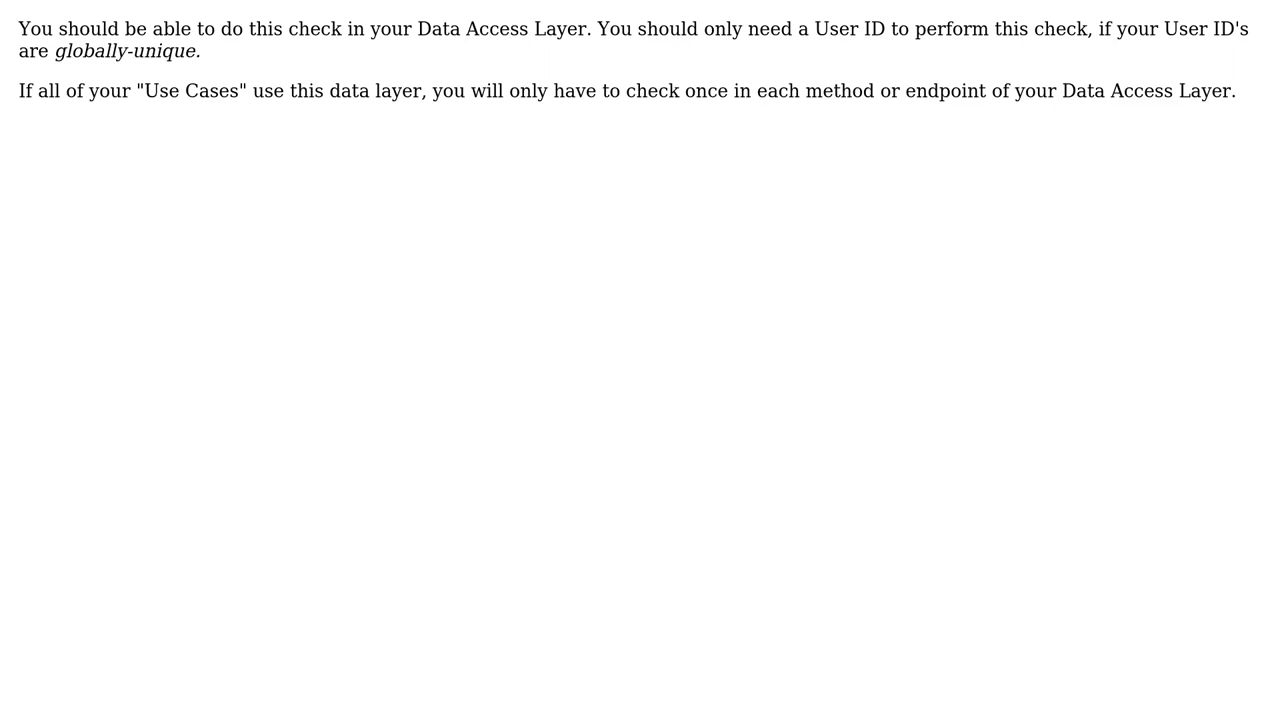 You should be able to do this check in your Data Access Layer. You should only need a User ID to perform this check, if your User ID's
are globally-unique.
If all of your "Use Cases" use this data layer, you will only have to check once in each method or endpoint of your Data Access Layer.